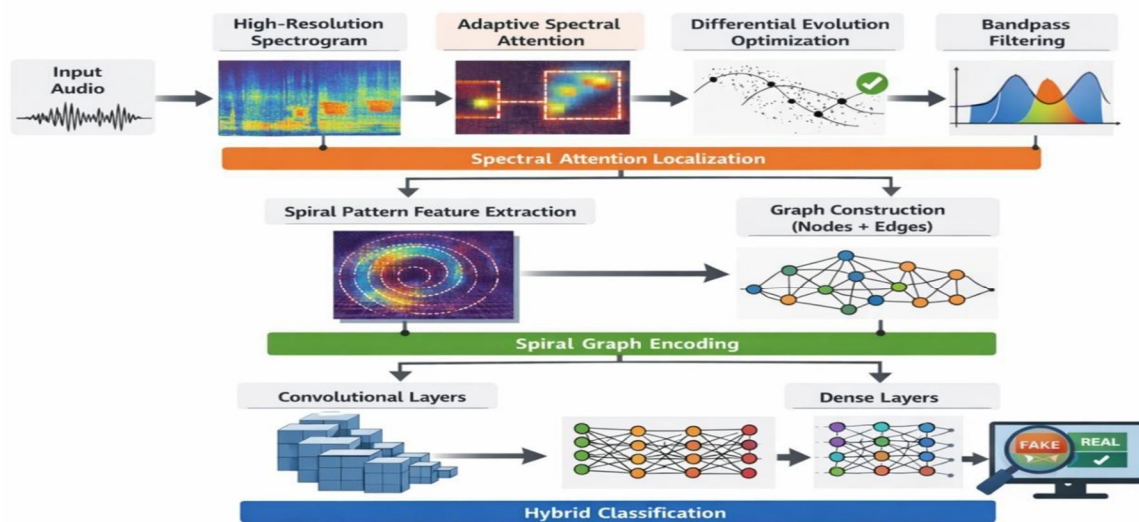 High-Resolution
Spectrogram
Adaptive Spectral
Attention
Differential Evolution
Optimization
Bandpass
Filtering
Input
Audio
Spectral Attention Localization
Spiral Pattern Feature Extraction
Graph Construction
(Nodes + Edges)
Spiral Graph Encoding
Convolutional Layers
Dense Layers
FAKE
REAL
Hybrid Classification